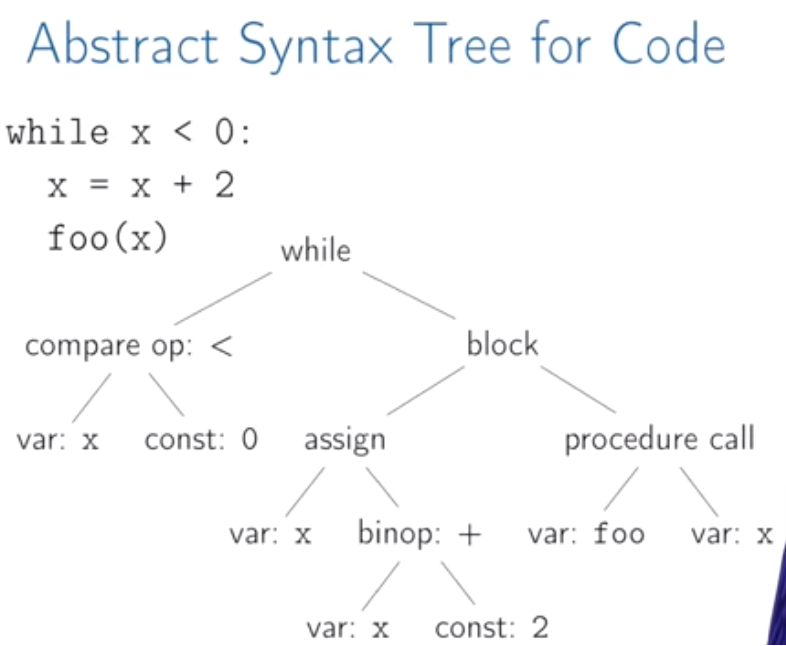 Abstract Syntax Tree for Code
while x < 0:
x = x + 2
foo(x)
while
compare op: < block
var: x const: 0 assign procedure call
var: x binop: + var: foo var: x
var: x const: 2